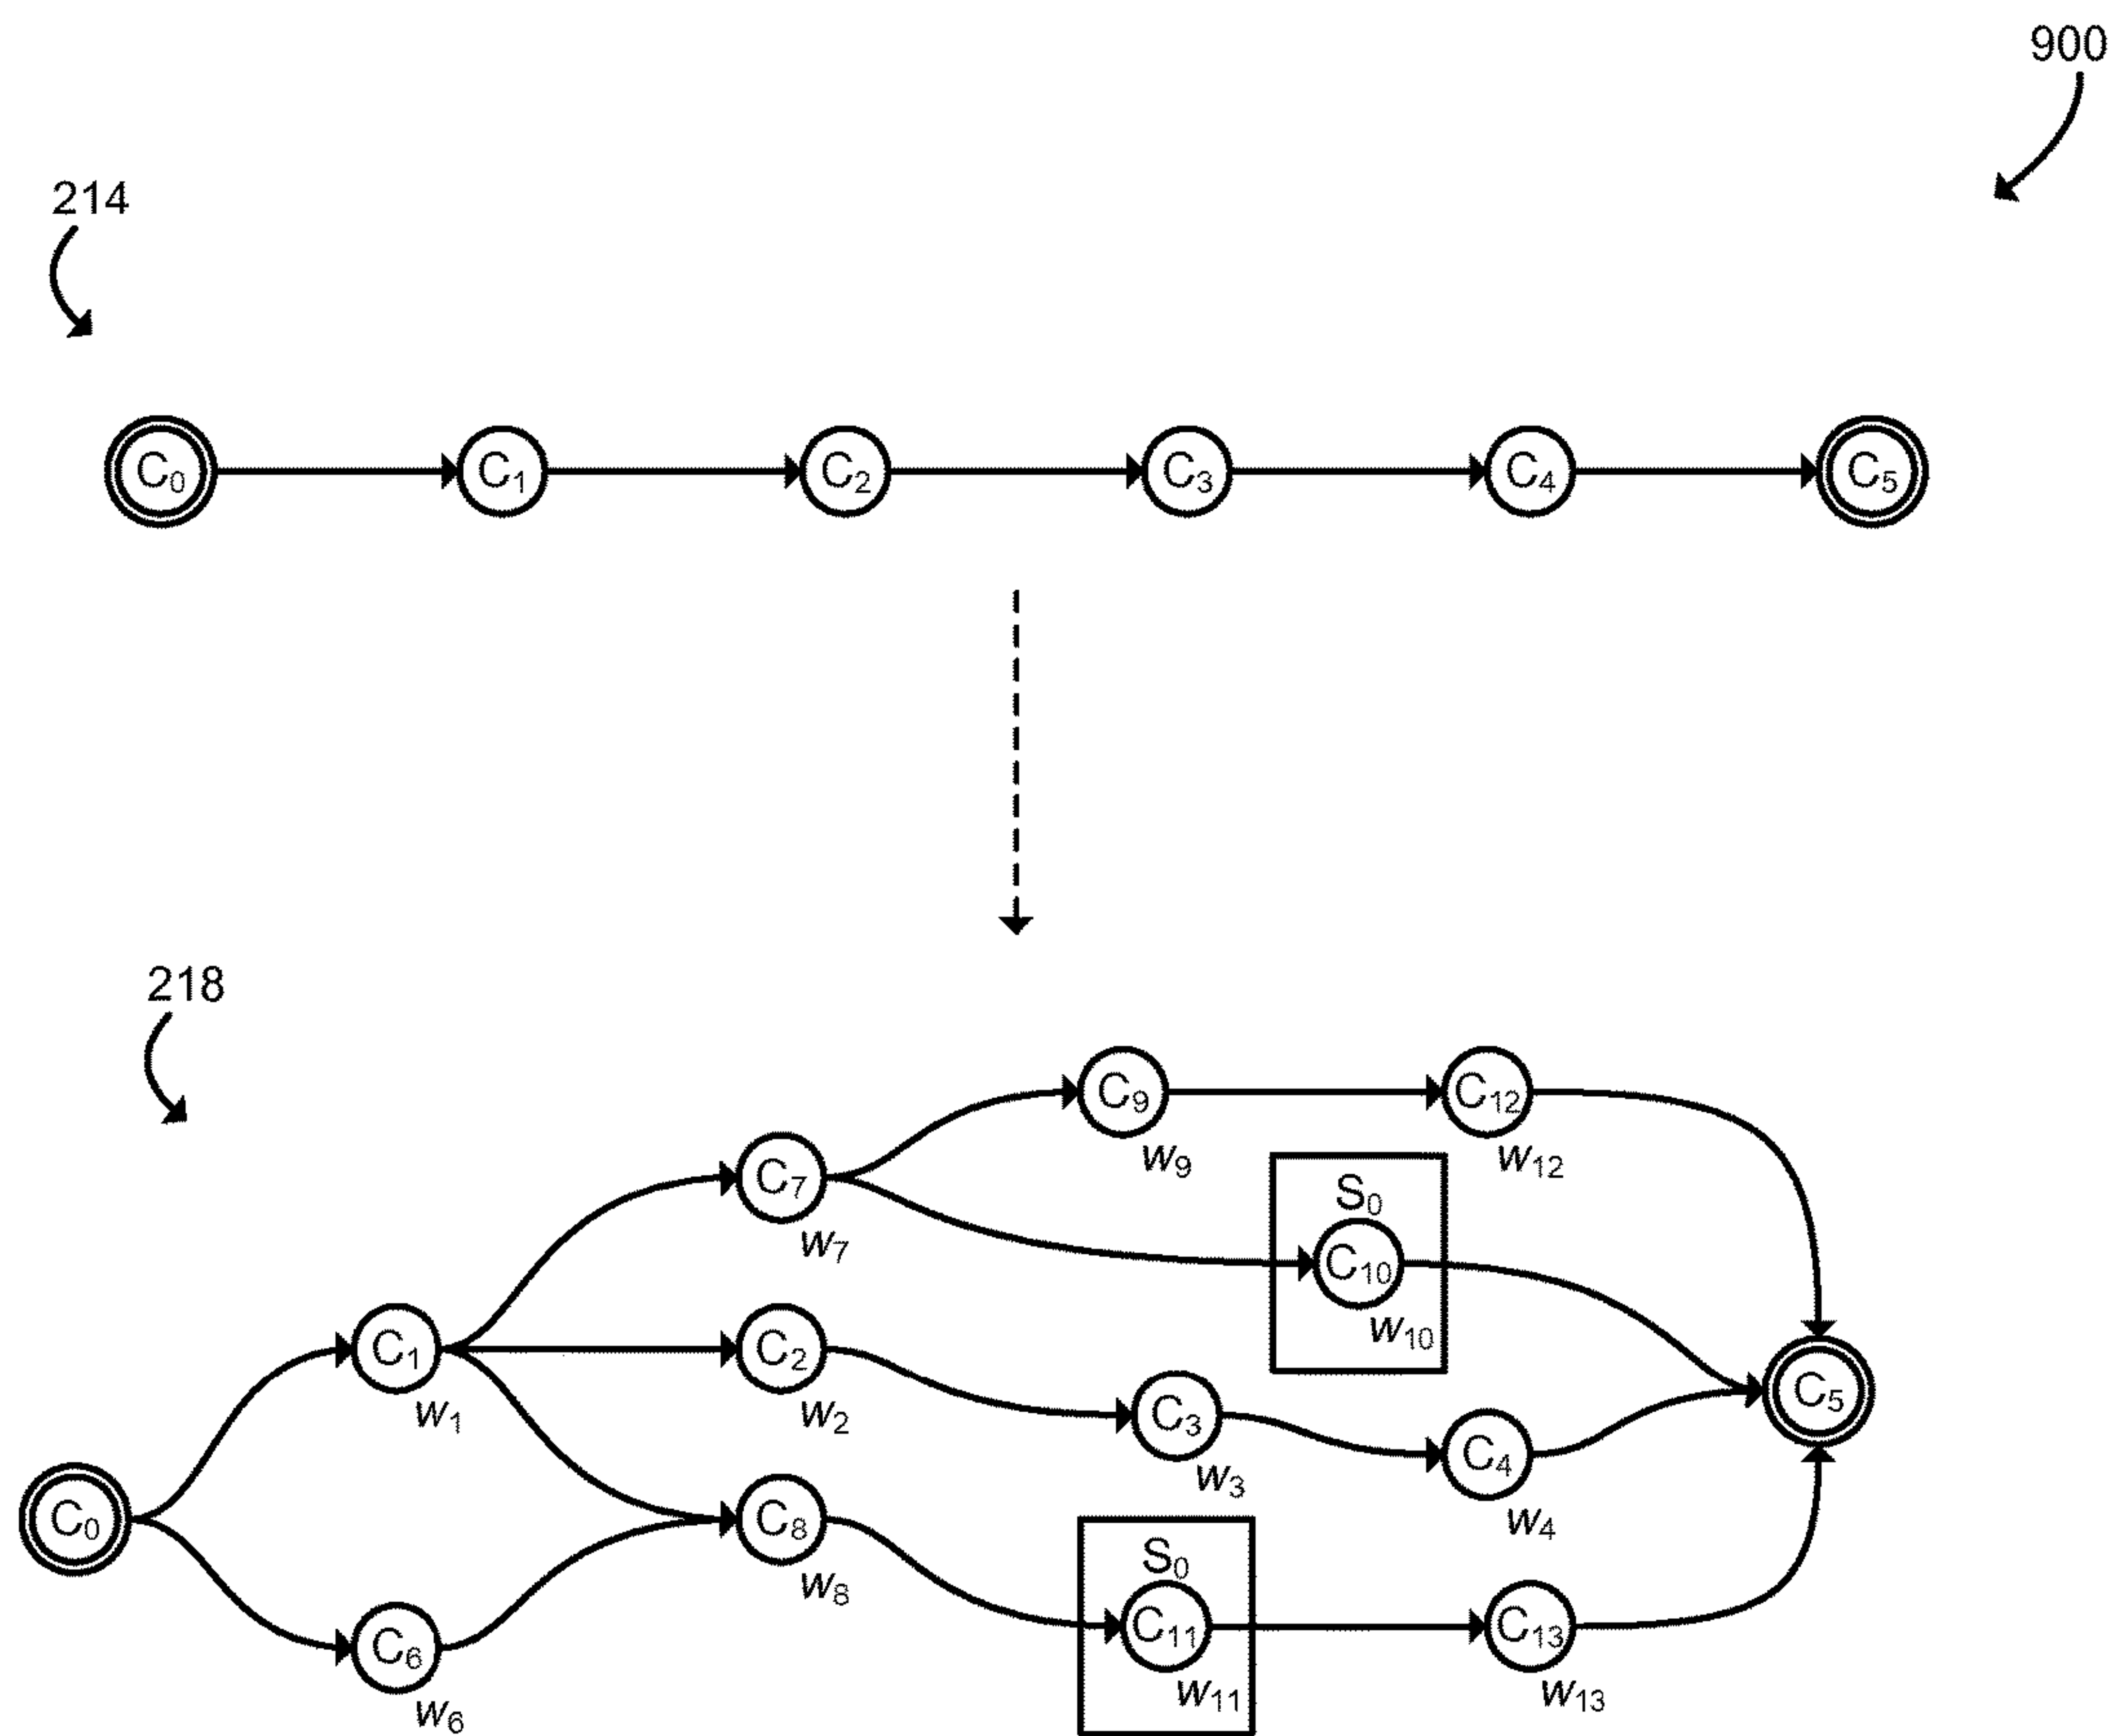 900
214
C₀ C₁ C₂ C₃ C₄ C₅
218
C₉ C₁₂
w₉ w₁₂
C₇ S₀
w₇ C₁₀
w₁₀
C₁ C₂ C₅
w₁ w₂ C₃
w₃ C₄
w₄
C₀ C₈ S₀
w₈ C₁₁ C₁₃
C₆ w₁₁ w₁₃
w₆